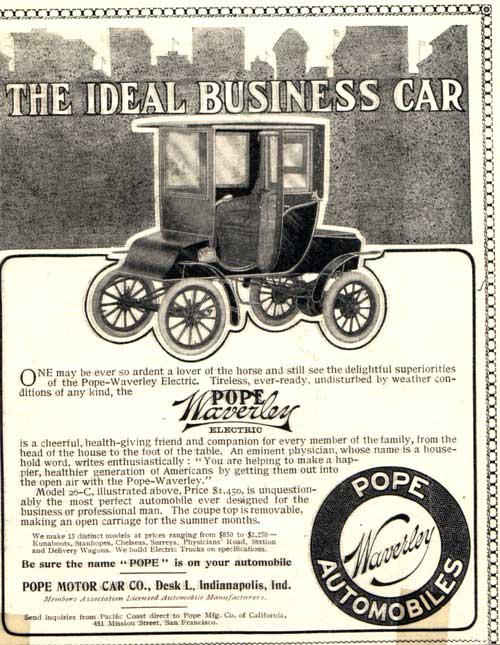 THE IDEAL BUSINESS CAR
ONE may be ever so ardent a lover of the horse and still see the delightful superiorities
of the Pope-Waverley Electric. Tireless, ever-ready, undisturbed by weather con-
ditions of any kind, the
POPE
Waverley
ELECTRIC
is a cheerful, health-giving friend and companion for every member of the family, from the
head of the house to the foot of the table. An eminent physician, whose name is a house-
hold word, writes enthusiastically: "You are helping to make a hap-
pier, healthier generation of Americans by getting them out into
the open air with the Pope-Waverley."
Model 26-C, illustrated above, Price $1,450, is unquestion-
ably the most perfect automobile ever designed for the
business or professional man. The coupe top is removable,
making an open carriage for the summer months.
We make 15 distinct models at prices ranging from $850 to $2,250—
Runabouts, Stanhopes, Chelseas, Surreys, Physicians' Road, Station
and Delivery Wagons. We build Electric Trucks on specifications.
Be sure the name "POPE" is on your automobile
POPE MOTOR CAR CO., Desk L, Indianapolis, Ind.
Members Association Licensed Automobile Manufacturers.
Send inquiries from Pacific Coast direct to Pope Mfg. Co. of California,
451 Mission Street, San Francisco.
POPE
Waverley
AUTOMOBILES